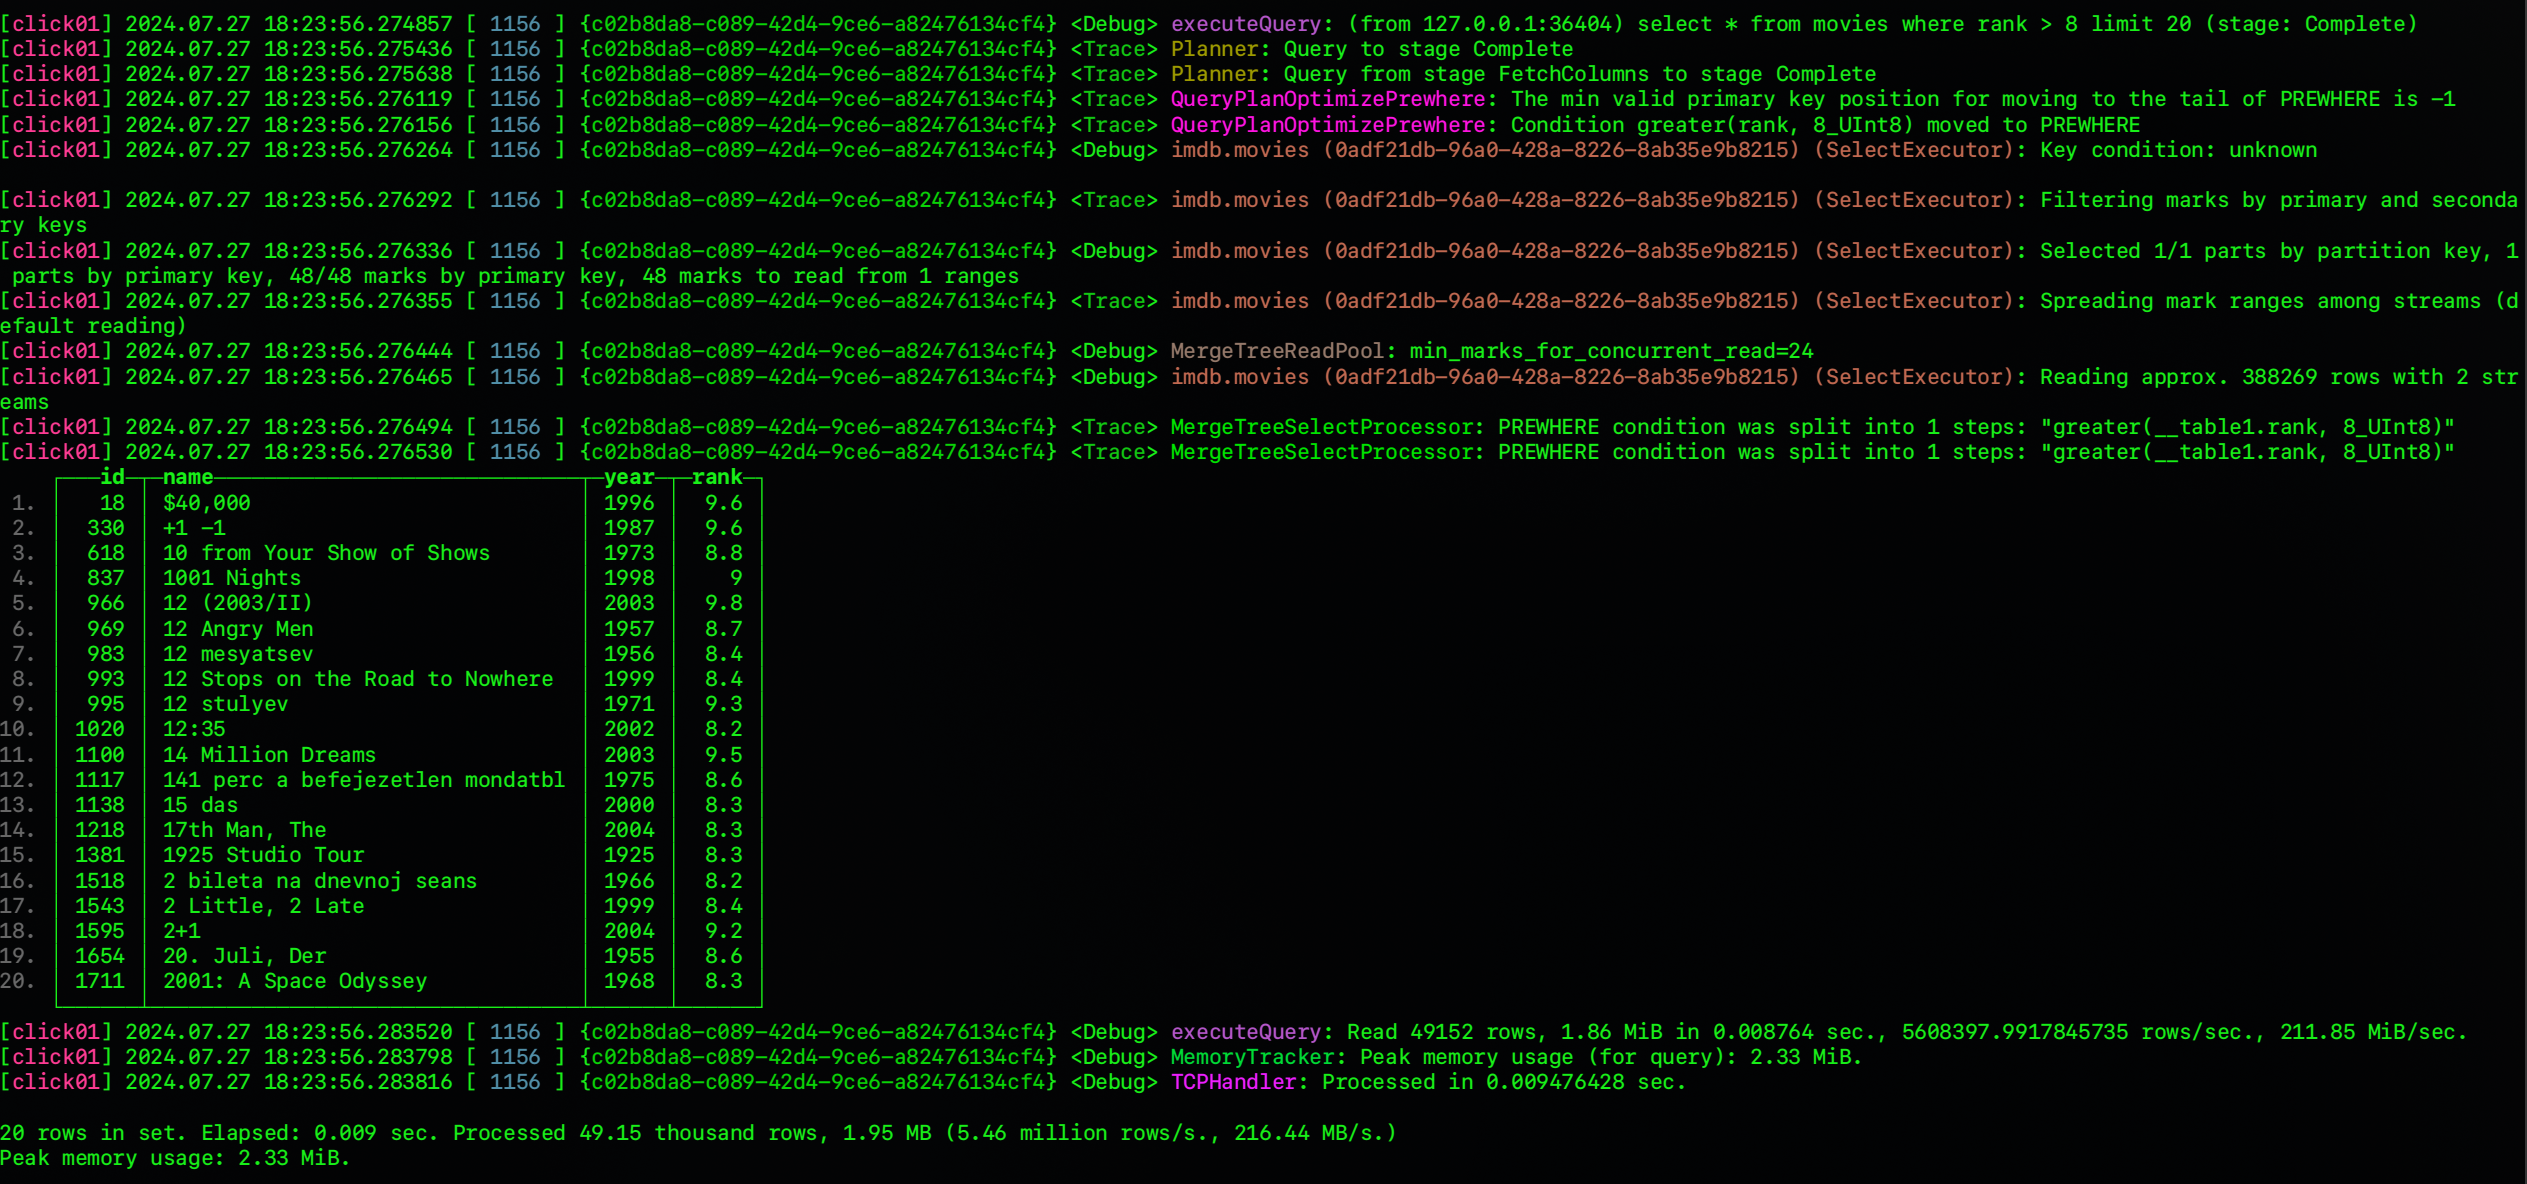 [click01] 2024.07.27 18:23:56.274857 [ 1156 ] {c02b8da8-c089-42d4-9ce6-a82476134cf4} <Debug> executeQuery: (from 127.0.0.1:36404) select * from movies where rank > 8 limit 20 (stage: Complete)
[click01] 2024.07.27 18:23:56.275436 [ 1156 ] {c02b8da8-c089-42d4-9ce6-a82476134cf4} <Trace> Planner: Query to stage Complete
[click01] 2024.07.27 18:23:56.275638 [ 1156 ] {c02b8da8-c089-42d4-9ce6-a82476134cf4} <Trace> Planner: Query from stage FetchColumns to stage Complete
[click01] 2024.07.27 18:23:56.276119 [ 1156 ] {c02b8da8-c089-42d4-9ce6-a82476134cf4} <Trace> QueryPlanOptimizePrewhere: The min valid primary key position for moving to the tail of PREWHERE is -1
[click01] 2024.07.27 18:23:56.276156 [ 1156 ] {c02b8da8-c089-42d4-9ce6-a82476134cf4} <Trace> QueryPlanOptimizePrewhere: Condition greater(rank, 8_UInt8) moved to PREWHERE
[click01] 2024.07.27 18:23:56.276264 [ 1156 ] {c02b8da8-c089-42d4-9ce6-a82476134cf4} <Debug> imdb.movies (0adf21db-96a0-428a-8226-8ab35e9b8215) (SelectExecutor): Key condition: unknown
[click01] 2024.07.27 18:23:56.276292 [ 1156 ] {c02b8da8-c089-42d4-9ce6-a82476134cf4} <Trace> imdb.movies (0adf21db-96a0-428a-8226-8ab35e9b8215) (SelectExecutor): Filtering marks by primary and seconda
ry keys
[click01] 2024.07.27 18:23:56.276336 [ 1156 ] {c02b8da8-c089-42d4-9ce6-a82476134cf4} <Debug> imdb.movies (0adf21db-96a0-428a-8226-8ab35e9b8215) (SelectExecutor): Selected 1/1 parts by partition key, 1
parts by primary key, 48/48 marks by primary key, 48 marks to read from 1 ranges
[click01] 2024.07.27 18:23:56.276355 [ 1156 ] {c02b8da8-c089-42d4-9ce6-a82476134cf4} <Trace> imdb.movies (0adf21db-96a0-428a-8226-8ab35e9b8215) (SelectExecutor): Spreading mark ranges among streams (d
efault reading)
[click01] 2024.07.27 18:23:56.276444 [ 1156 ] {c02b8da8-c089-42d4-9ce6-a82476134cf4} <Debug> MergeTreeReadPool: min_marks_for_concurrent_read=24
[click01] 2024.07.27 18:23:56.276465 [ 1156 ] {c02b8da8-c089-42d4-9ce6-a82476134cf4} <Debug> imdb.movies (0adf21db-96a0-428a-8226-8ab35e9b8215) (SelectExecutor): Reading approx. 388269 rows with 2 str
eams
[click01] 2024.07.27 18:23:56.276494 [ 1156 ] {c02b8da8-c089-42d4-9ce6-a82476134cf4} <Trace> MergeTreeSelectProcessor: PREWHERE condition was split into 1 steps: "greater(__table1.rank, 8_UInt8)"
[click01] 2024.07.27 18:23:56.276530 [ 1156 ] {c02b8da8-c089-42d4-9ce6-a82476134cf4} <Trace> MergeTreeSelectProcessor: PREWHERE condition was split into 1 steps: "greater(__table1.rank, 8_UInt8)"
id name year rank
1. 18 $40,000 1996 9.6
2. 330 +1 -1 1987 9.6
3. 618 10 from Your Show of Shows 1973 8.8
4. 837 1001 Nights 1998 9
5. 966 12 (2003/II) 2003 9.8
6. 969 12 Angry Men 1957 8.7
7. 983 12 mesyatsev 1956 8.4
8. 993 12 Stops on the Road to Nowhere 1999 8.4
9. 995 12 stulyev 1971 9.3
10. 1020 12:35 2002 8.2
11. 1100 14 Million Dreams 2003 9.5
12. 1117 141 perc a befejezetlen mondatbl 1975 8.6
13. 1138 15 das 2000 8.3
14. 1218 17th Man, The 2004 8.3
15. 1381 1925 Studio Tour 1925 8.3
16. 1518 2 bileta na dnevnoj seans 1966 8.2
17. 1543 2 Little, 2 Late 1999 8.4
18. 1595 2+1 2004 9.2
19. 1654 20. Juli, Der 1955 8.6
20. 1711 2001: A Space Odyssey 1968 8.3
[click01] 2024.07.27 18:23:56.283520 [ 1156 ] {c02b8da8-c089-42d4-9ce6-a82476134cf4} <Debug> executeQuery: Read 49152 rows, 1.86 MiB in 0.008764 sec., 5608397.9917845735 rows/sec., 211.85 MiB/sec.
[click01] 2024.07.27 18:23:56.283798 [ 1156 ] {c02b8da8-c089-42d4-9ce6-a82476134cf4} <Debug> MemoryTracker: Peak memory usage (for query): 2.33 MiB.
[click01] 2024.07.27 18:23:56.283816 [ 1156 ] {c02b8da8-c089-42d4-9ce6-a82476134cf4} <Debug> TCPHandler: Processed in 0.009476428 sec.
20 rows in set. Elapsed: 0.009 sec. Processed 49.15 thousand rows, 1.95 MB (5.46 million rows/s., 216.44 MB/s.)
Peak memory usage: 2.33 MiB.